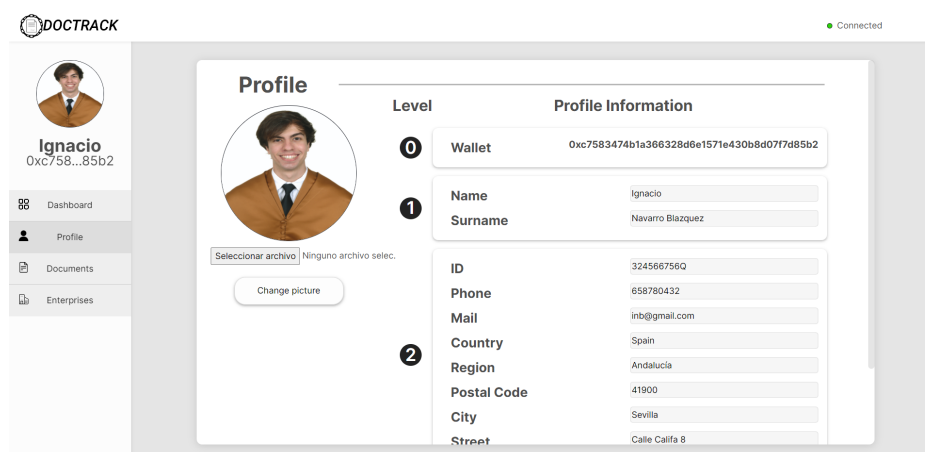 DOCTRACK
Connected
Ignacio
0xc758...85b2
Dashboard
Profile
Documents
Enterprises
Profile
Level
Profile Information
0
Wallet
0xc7583474b1a366328d6e1571e430b8d07f7d85b2
1
Name
Ignacio
Surname
Navarro Blazquez
Seleccionar archivo Ninguno archivo selec.
Change picture
2
ID
324566756Q
Phone
658780432
Mail
inb@gmail.com
Country
Spain
Region
Andalucía
Postal Code
41900
City
Sevilla
Street
Calle Califa 8